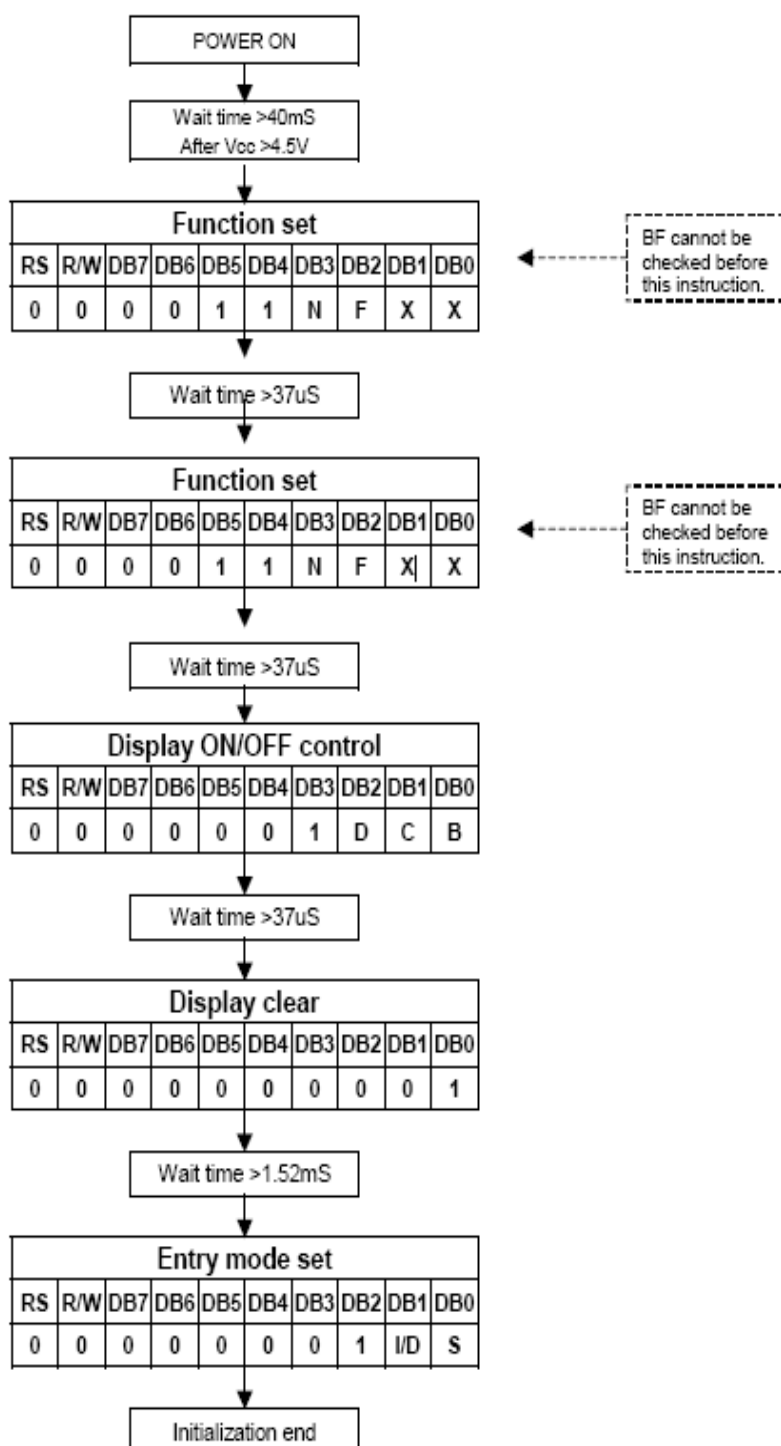 POWER ON
Wait time >40mS
After Vcc >4.5V
Function set
RS R/W DB7 DB6 DB5 DB4 DB3 DB2 DB1 DB0
0 0 0 0 1 1 N F X X
BF cannot be
checked before
this instruction.
Wait time >37uS
Function set
RS R/W DB7 DB6 DB5 DB4 DB3 DB2 DB1 DB0
0 0 0 0 1 1 N F X X
BF cannot be
checked before
this instruction.
Wait time >37uS
Display ON/OFF control
RS R/W DB7 DB6 DB5 DB4 DB3 DB2 DB1 DB0
0 0 0 0 0 0 1 D C B
Wait time >37uS
Display clear
RS R/W DB7 DB6 DB5 DB4 DB3 DB2 DB1 DB0
0 0 0 0 0 0 0 0 0 1
Wait time >1.52mS
Entry mode set
RS R/W DB7 DB6 DB5 DB4 DB3 DB2 DB1 DB0
0 0 0 0 0 0 0 1 I/D S
Initialization end